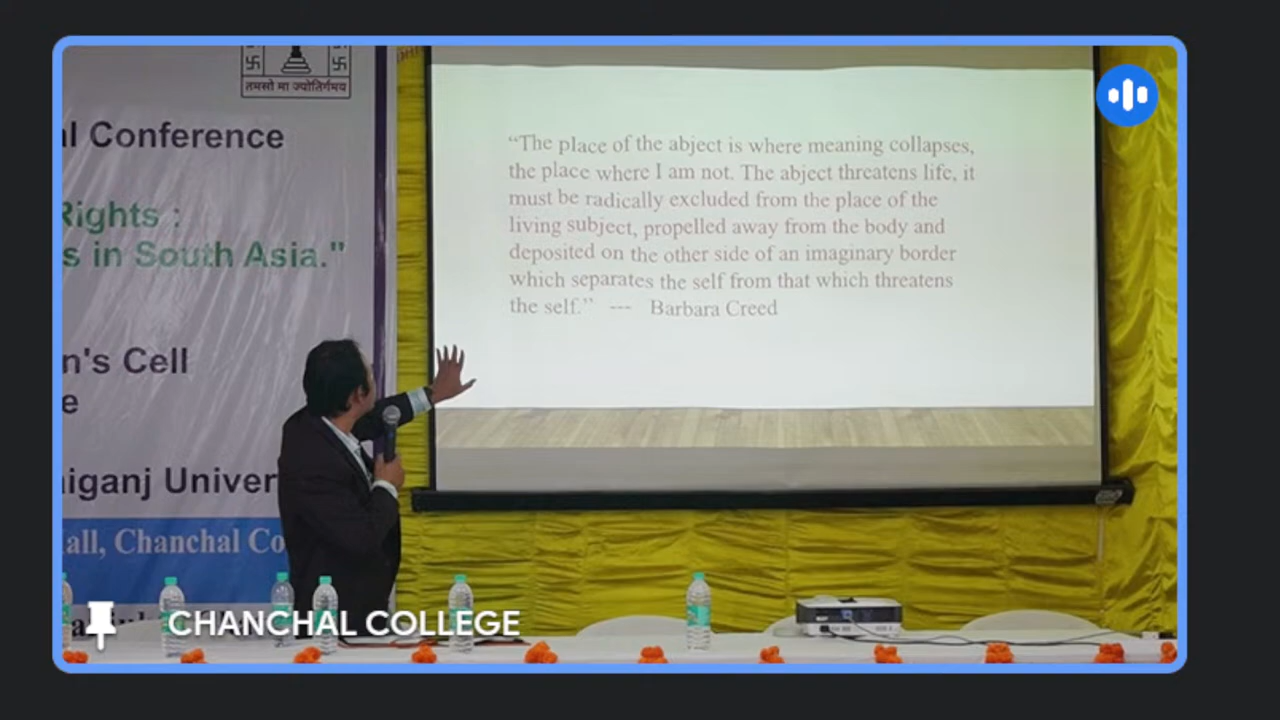 तमसो मा ज्योतिर्गमय
l Conference
Rights :
s in South Asia."
n's Cell
e
aiganj Univer
all, Chanchal Co
“The place of the abject is where meaning collapses,
the place where I am not. The abject threatens life, it
must be radically excluded from the place of the
living subject, propelled away from the body and
deposited on the other side of an imaginary border
which separates the self from that which threatens
the self.” --- Barbara Creed
CHANCHAL COLLEGE